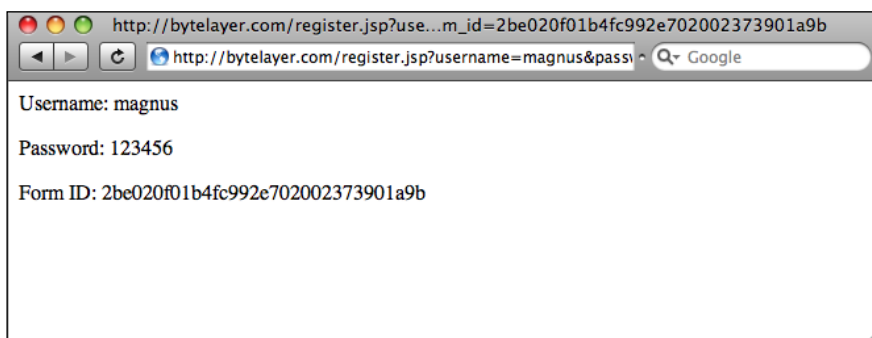 http://bytelayer.com/register.jsp?use...m_id=2be020f01b4fc992e702002373901a9b
http://bytelayer.com/register.jsp?username=magnus&passw
Google
Username: magnus
Password: 123456
Form ID: 2be020f01b4fc992e702002373901a9b